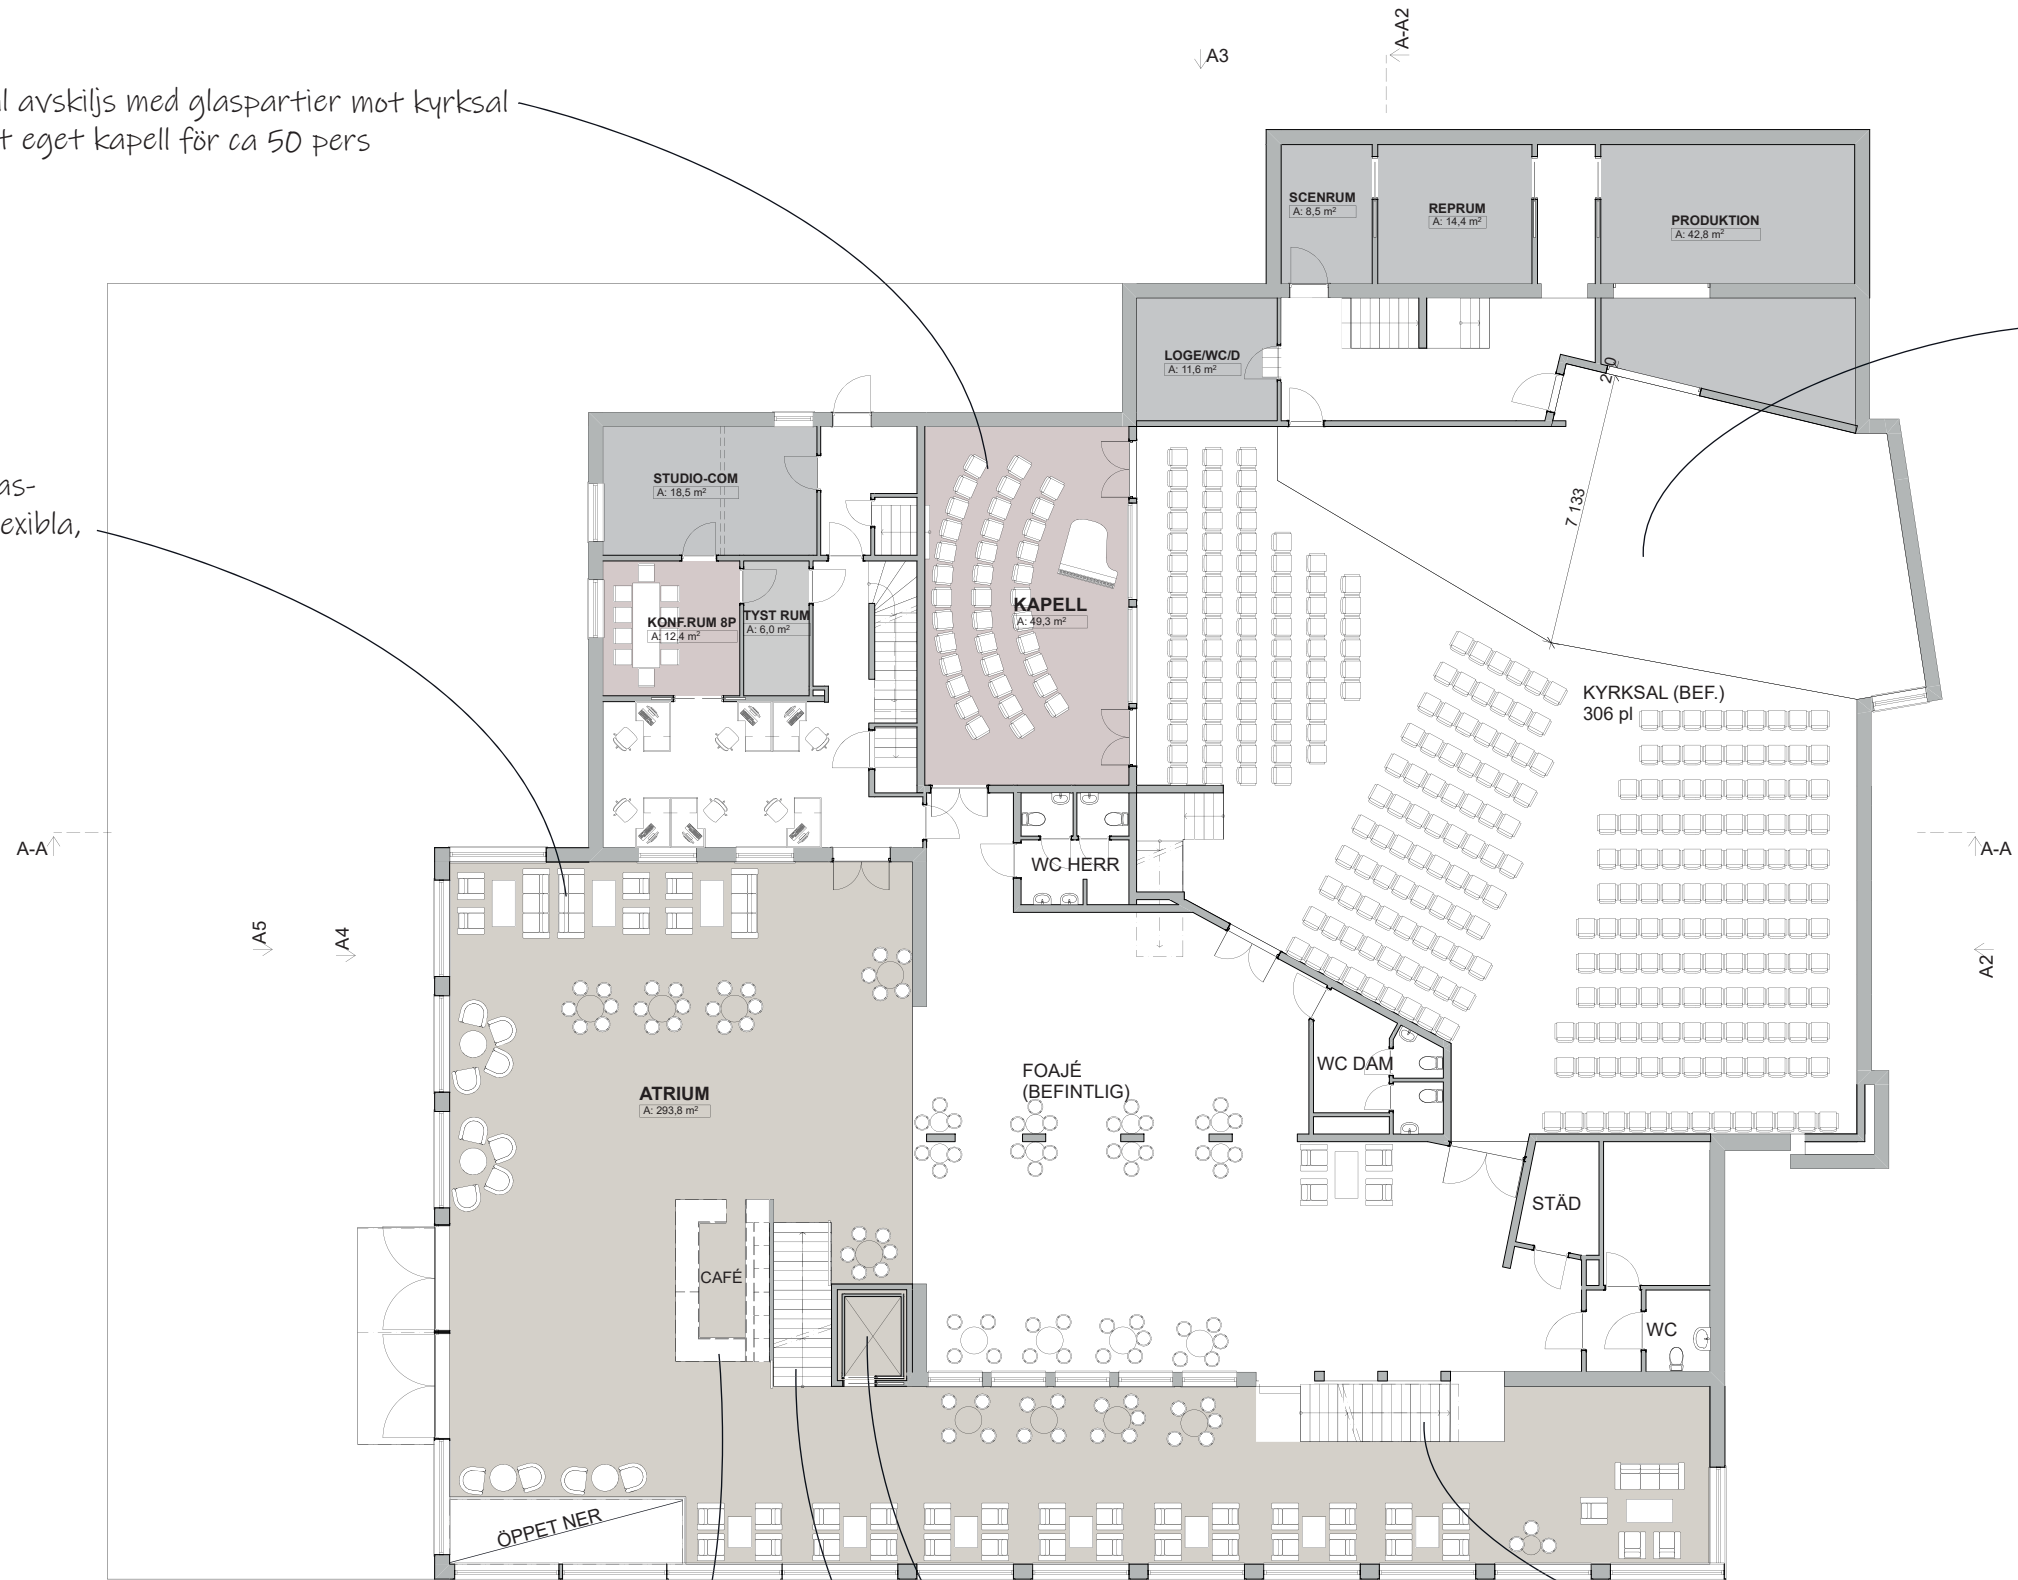 A-A2
A3
l avskiljs med glaspartier mot kyrksal
t eget kapell för ca 50 pers
SCENRUM
A: 8,5 m²
REPRUM
A: 14,4 m²
PRODUKTION
A: 42,8 m²
LOGE/WC/D
A: 11,6 m²
7 133
as-
exibla,
STUDIO-COM
A: 18,5 m²
KONF.RUM 8P
A: 12,4 m²
TYST RUM
A: 6,0 m²
KAPELL
A: 49,3 m²
KYRKSAL (BEF.)
306 pl
A-A
A-A
WC HERR
A5
A4
A2
WC DAM
FOAJÉ
(BEFINTLIG)
ATRIUM
A: 293,8 m²
STÄD
CAFÉ
WC
ÖPPET NER